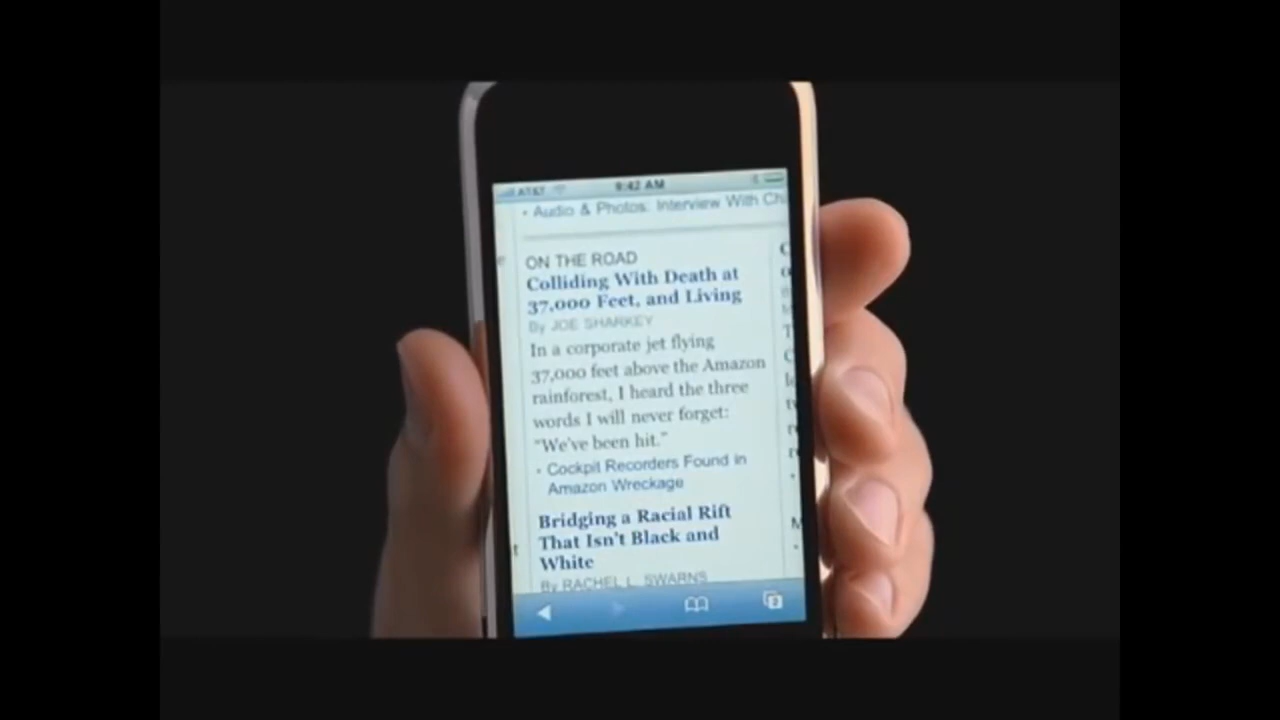 AT&T
9:42 AM
• Audio & Photos: Interview With Ch
ON THE ROAD
Colliding With Death at
37,000 Feet, and Living
By JOE SHARKEY
In a corporate jet flying
37,000 feet above the Amazon
rainforest, I heard the three
words I will never forget:
“We’ve been hit.”
• Cockpit Recorders Found in
Amazon Wreckage
Bridging a Racial Rift
That Isn't Black and
White
By RACHEL L. SWARNS